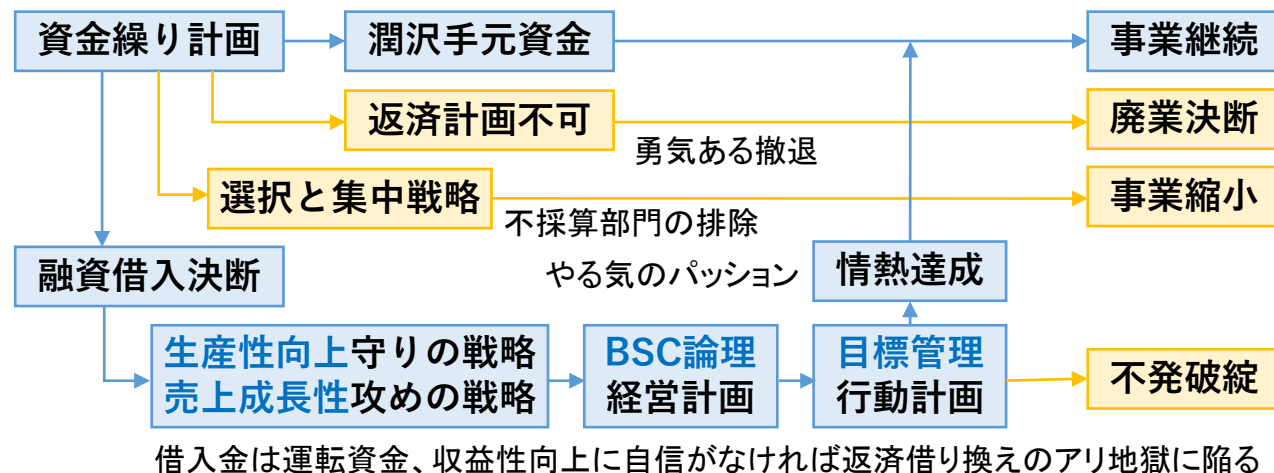 資金繰り計画
潤沢手元資金
事業継続
返済計画不可
廃業決断
勇気ある撤退
選択と集中戦略
事業縮小
不採算部門の排除
融資借入決断
やる気のパッション
情熱達成
生産性向上守りの戦略
売上成長性攻めの戦略
BSC論理
経営計画
目標管理
行動計画
不発破綻
借入金は運転資金、収益性向上に自信がなければ返済借り換えのアリ地獄に陥る